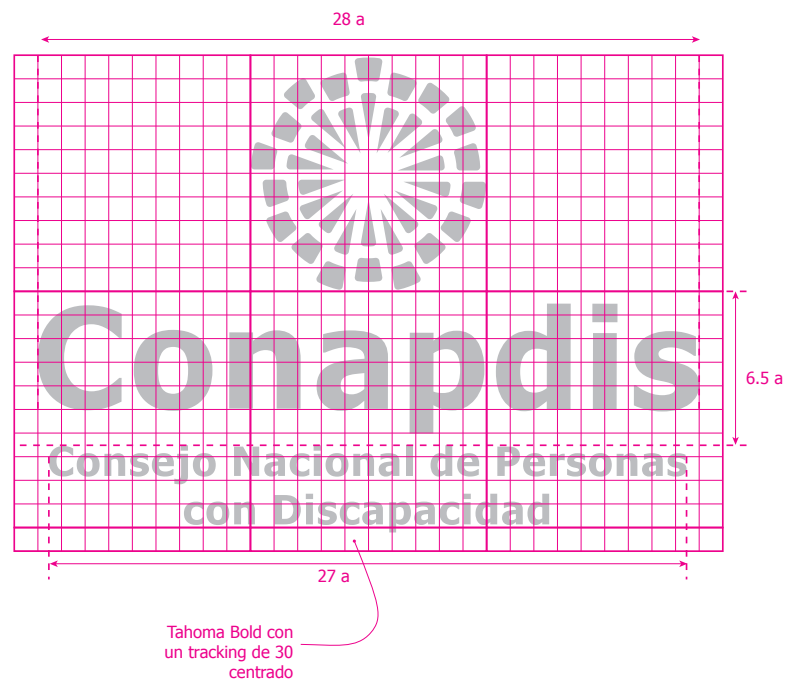 28 a
Conapdis
6.5 a
Consejo Nacional de Personas
con Discapacidad
27 a
Tahoma Bold con
un tracking de 30
centrado